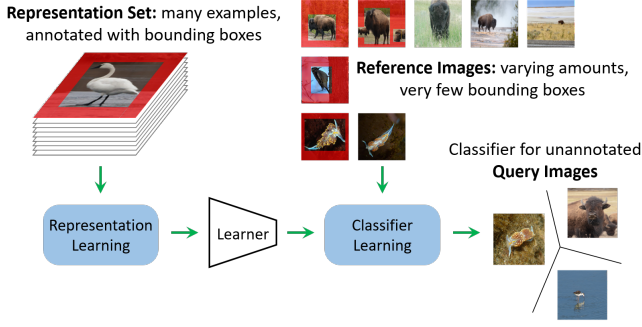 Representation Set: many examples,
annotated with bounding boxes
Reference Images: varying amounts,
very few bounding boxes
Classifier for unannotated
Query Images
Representation
Learning
Learner
Classifier
Learning